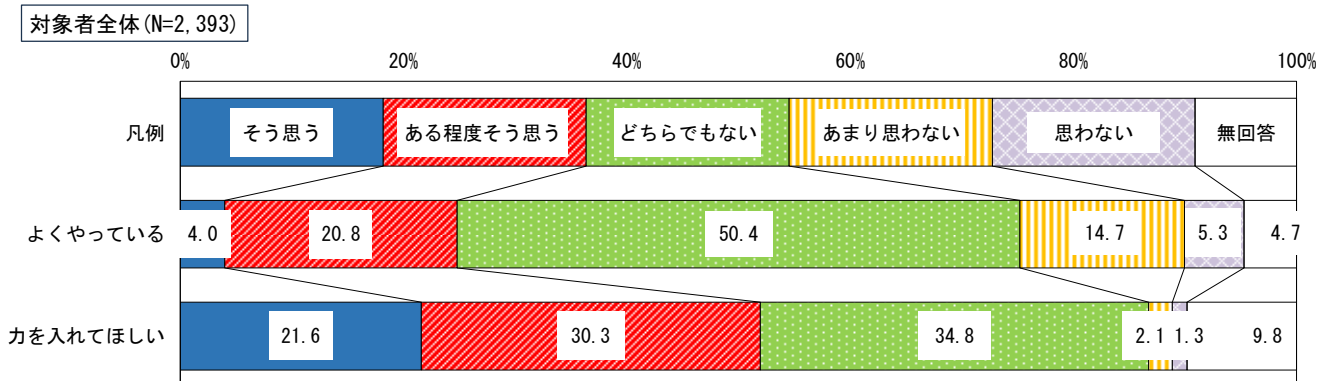 対象者全体(N=2,393)
0% 20% 40% 60% 80% 100%
凡例 そう思う ある程度そう思う どちらでもない あまり思わない 思わない 無回答
よくやっている 4.0 20.8 50.4 14.7 5.3 4.7
力を入れてほしい 21.6 30.3 34.8 2.1 1.3 9.8